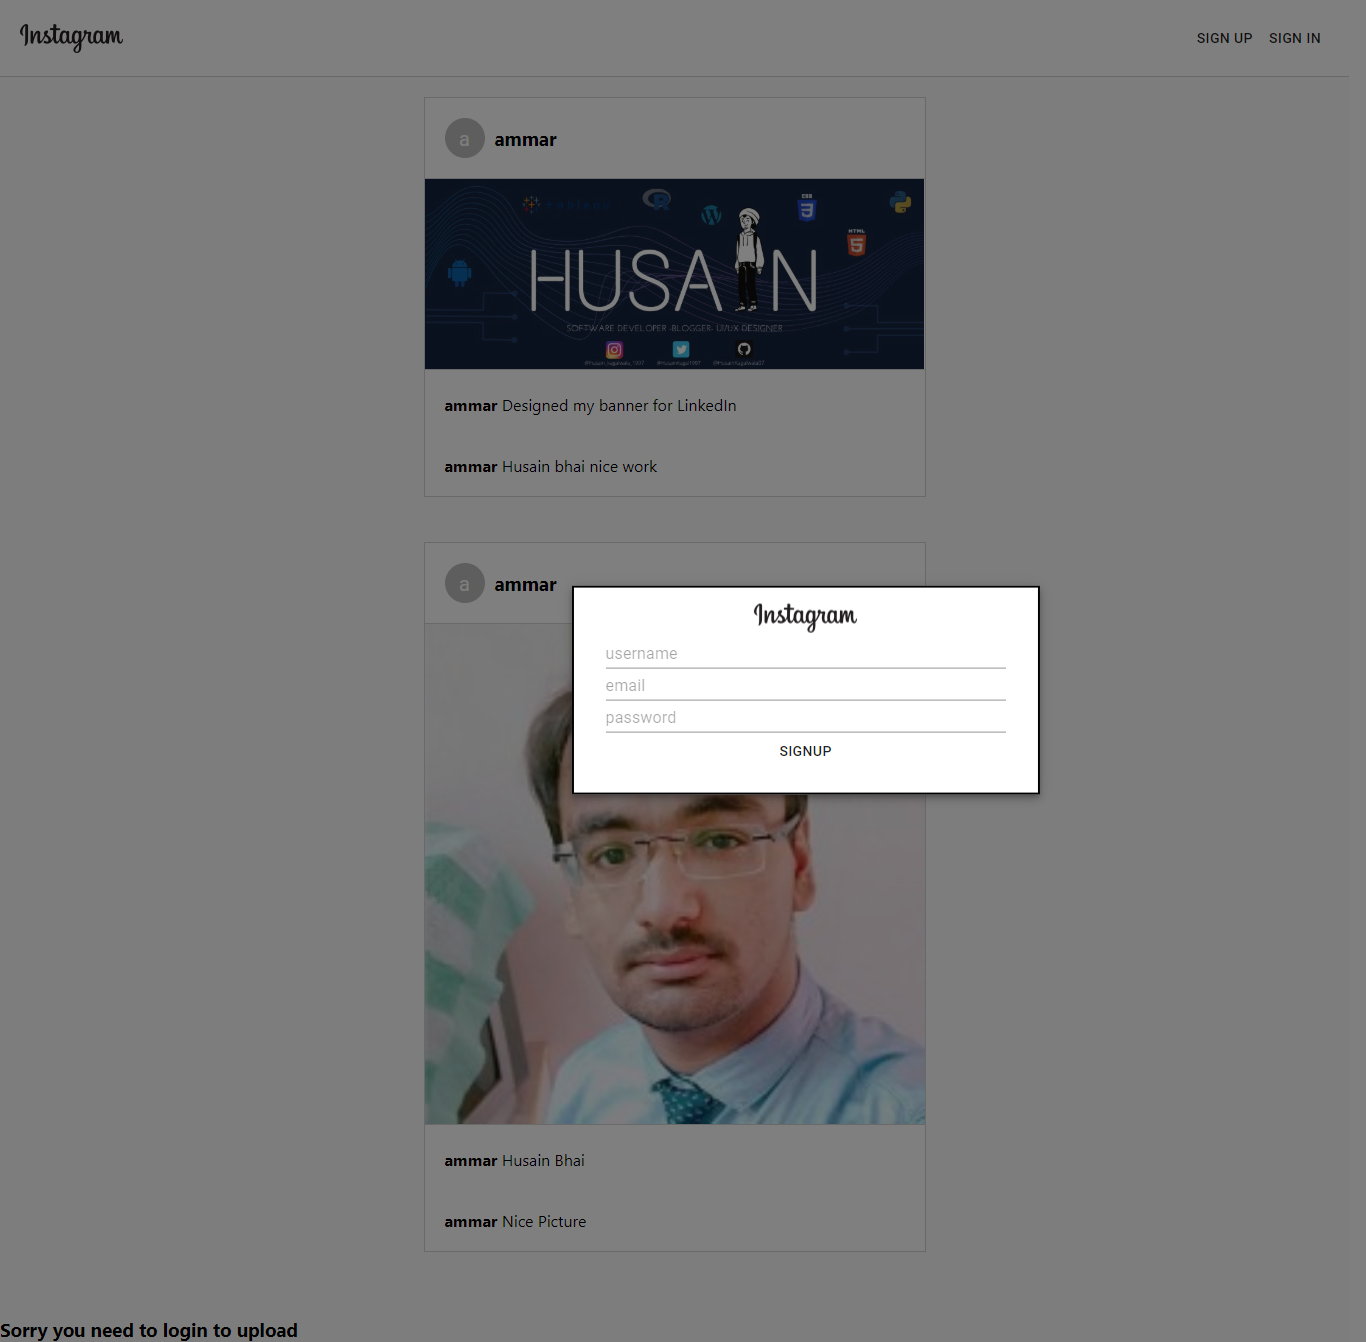 Instagram
SIGN UP SIGN IN
a ammar
CSS
HTML
HUSAIN
SOFTWARE DEVELOPER -BLOGGER- UI/UX DESIGNER
ammar Designed my banner for LinkedIn
ammar Husain bhai nice work
a ammar
Instagram
username
email
password
SIGNUP
ammar Husain Bhai
ammar Nice Picture
Sorry you need to login to upload